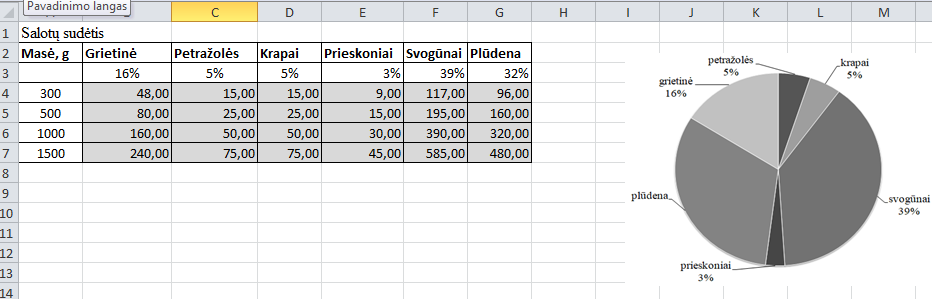 Pavadinimo langas
C D E F G H I J K L M
1 Salotų sudėtis
2 Masė, g Grietinė Petražolės Krapai Prieskoniai Svogūnai Plūdena
3 16% 5% 5% 3% 39% 32%
4 300 48,00 15,00 15,00 9,00 117,00 96,00
5 500 80,00 25,00 25,00 15,00 195,00 160,00
6 1000 160,00 50,00 50,00 30,00 390,00 320,00
7 1500 240,00 75,00 75,00 45,00 585,00 480,00
8
9
10
11
12
13
14
petražolės
5%
krapai
5%
grietinė
16%
plūdena
svogūnai
39%
prieskoniai
3%